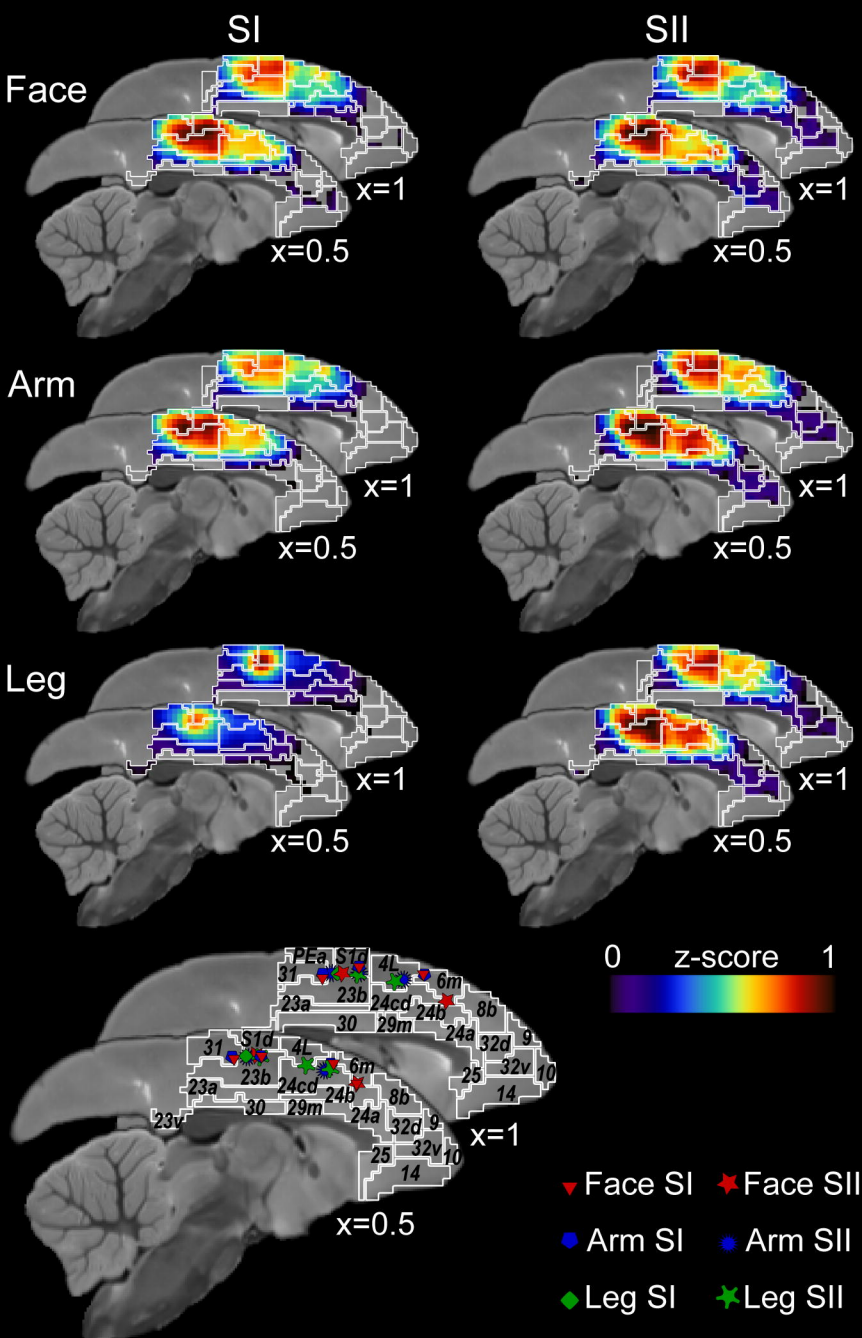 SI SII
Face
x=1 x=1
x=0.5 x=0.5
Arm
x=1 x=1
x=0.5 x=0.5
Leg
x=1 x=1
x=0.5 x=0.5
0 z-score 1
PEa S1d 4L
31 6m
23b 8b
23a 24cd 24b
30 29m 24a
9
32d
25 32v 10
14
x=1
S1d 4L
31 6m
23b
23a 24cd 24b 8b
30 29m 24a
23v 32d 9
25 32v 10
14
x=0.5
Face SI Face SII
Arm SI Arm SII
Leg SI Leg SII